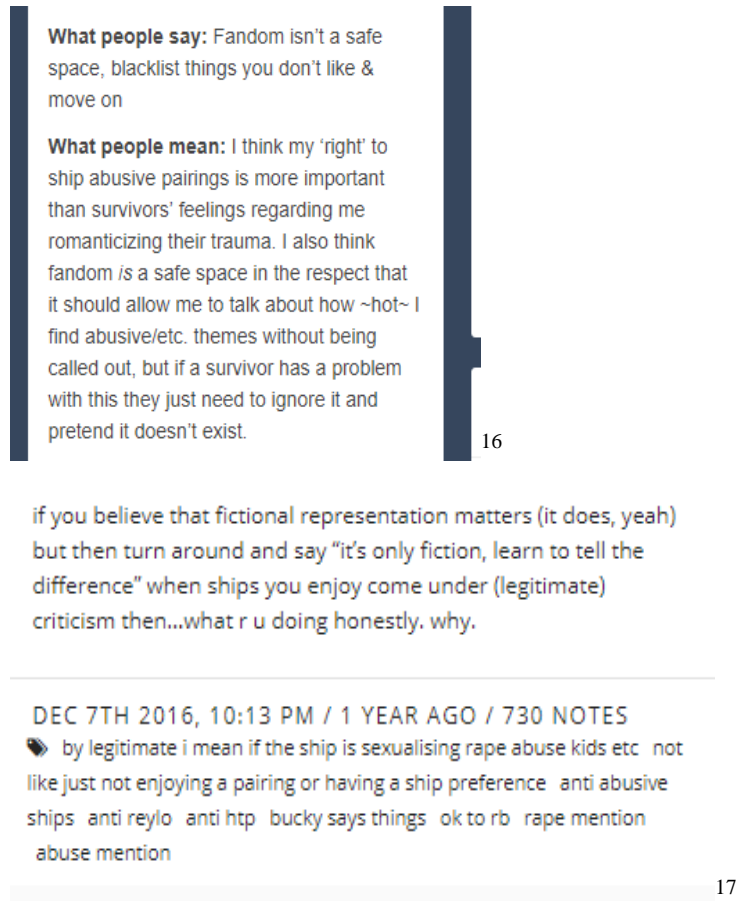 What people say: Fandom isn't a safe
space, blacklist things you don't like &
move on
What people mean: I think my 'right' to
ship abusive pairings is more important
than survivors' feelings regarding me
romanticizing their trauma. I also think
fandom is a safe space in the respect that
it should allow me to talk about how ~hot~ I
find abusive/etc. themes without being
called out, but if a survivor has a problem
with this they just need to ignore it and
pretend it doesn't exist.
16
if you believe that fictional representation matters (it does, yeah)
but then turn around and say “it's only fiction, learn to tell the
difference” when ships you enjoy come under (legitimate)
criticism then...what r u doing honestly. why.
DEC 7TH 2016, 10:13 PM / 1 YEAR AGO / 730 NOTES
by legitimate i mean if the ship is sexualising rape abuse kids etc not
like just not enjoying a pairing or having a ship preference anti abusive
ships anti reylo anti htp bucky says things ok to rb rape mention
abuse mention
17